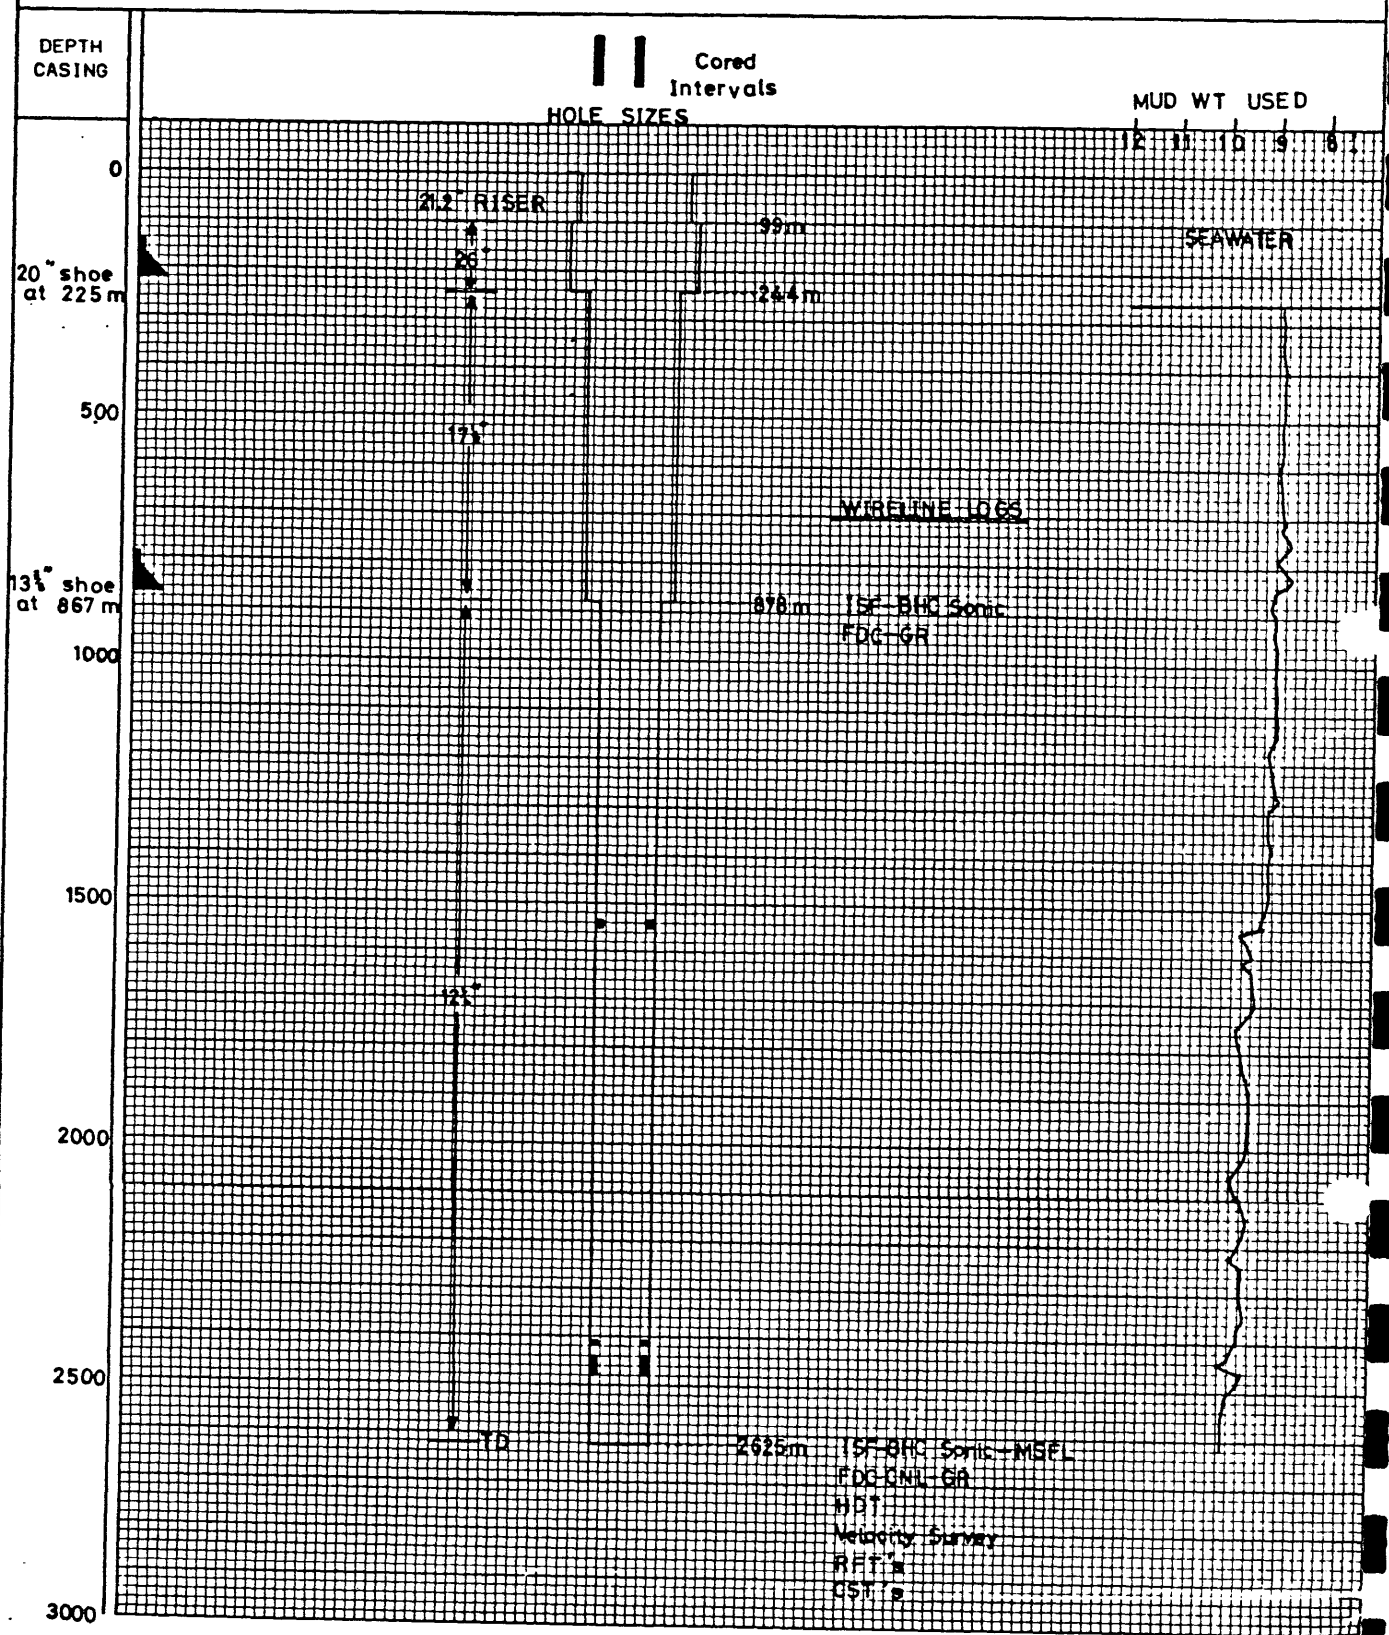 DEPTH
CASING
Cored
Intervals
HOLE SIZES
MUD WT USED
12 11 10 9 8
0
21.2" RISER
99m
SEAWATER
26"
20" shoe
at 225 m
244m
500
17½"
WIRELINE LOGS
13⅜" shoe
at 867 m
878m ISF-BHC Sonic
FDC-GR
1000
1500
12¼"
2000
2500
TD
2625m ISF-BHC Sonic-MSFL
FDC-CNL-GR
HDT
Velocity Survey
RFT's
CST's
3000